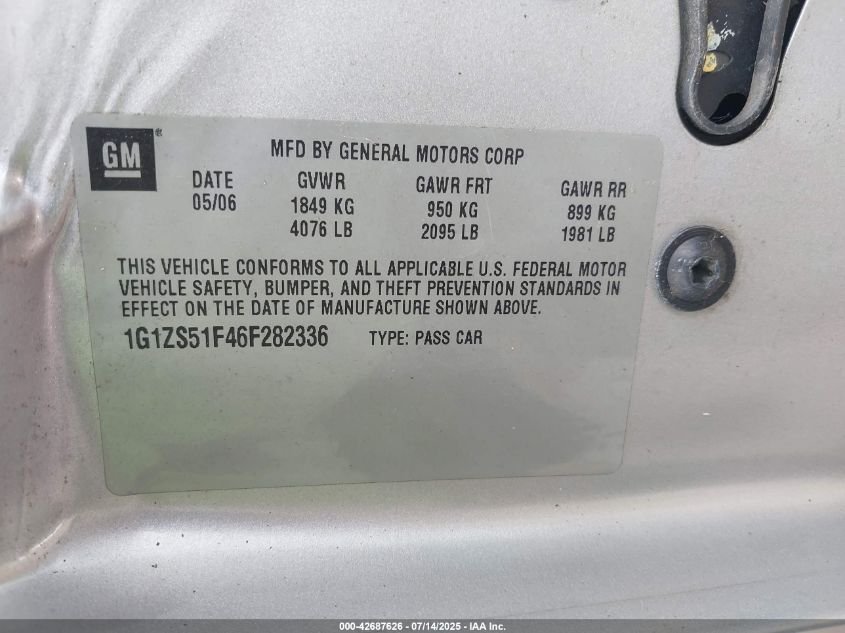 GM®
MFD BY GENERAL MOTORS CORP
DATE GVWR GAWR FRT GAWR RR
05/06 1849 KG 950 KG 899 KG
4076 LB 2095 LB 1981 LB
THIS VEHICLE CONFORMS TO ALL APPLICABLE U.S. FEDERAL MOTOR
VEHICLE SAFETY, BUMPER, AND THEFT PREVENTION STANDARDS IN
EFFECT ON THE DATE OF MANUFACTURE SHOWN ABOVE.
1G1ZS51F46F282336 TYPE: PASS CAR
000-42687626 - 07/14/2025 - IAA Inc.